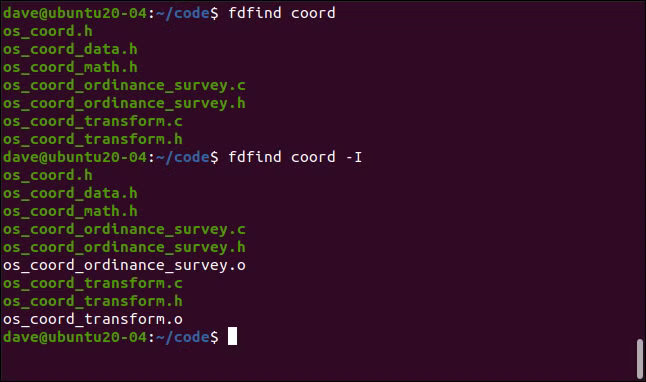 dave@ubuntu20-04:~/code$ fdfind coord
os_coord.h
os_coord_data.h
os_coord_math.h
os_coord_ordinance_survey.c
os_coord_ordinance_survey.h
os_coord_transform.c
os_coord_transform.h
dave@ubuntu20-04:~/code$ fdfind coord -I
os_coord.h
os_coord_data.h
os_coord_math.h
os_coord_ordinance_survey.c
os_coord_ordinance_survey.h
os_coord_ordinance_survey.o
os_coord_transform.c
os_coord_transform.h
os_coord_transform.o
dave@ubuntu20-04:~/code$